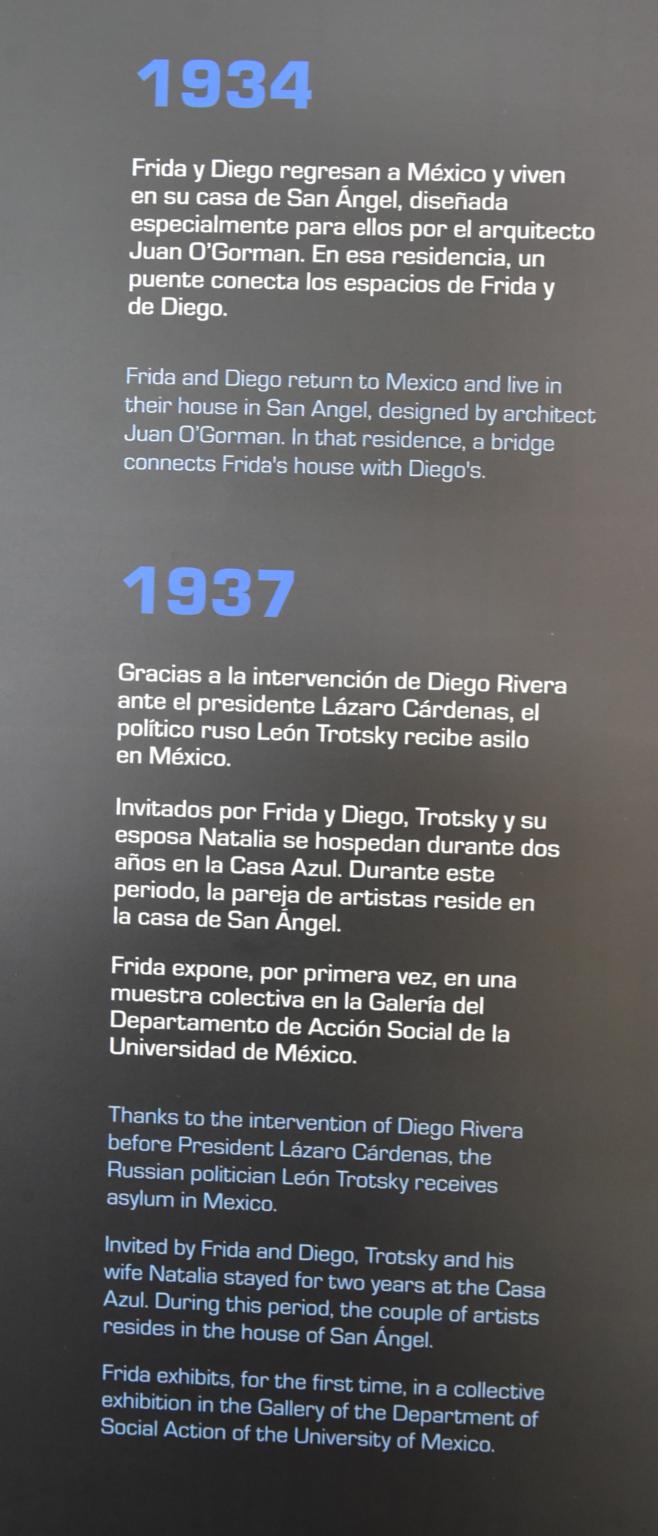 1934
Frida y Diego regresan a México y viven
en su casa de San Ángel, diseñada
especialmente para ellos por el arquitecto
Juan O'Gorman. En esa residencia, un
puente conecta los espacios de Frida y
de Diego.
Frida and Diego return to Mexico and live in
their house in San Angel, designed by architect
Juan O'Gorman. In that residence, a bridge
connects Frida's house with Diego's.
1937
Gracias a la intervención de Diego Rivera
ante el presidente Lázaro Cárdenas, el
político ruso León Trotsky recibe asilo
en México.
Invitados por Frida y Diego, Trotsky y su
esposa Natalia se hospedan durante dos
años en la Casa Azul. Durante este
periodo, la pareja de artistas reside en
la casa de San Ángel.
Frida expone, por primera vez, en una
muestra colectiva en la Galería del
Departamento de Acción Social de la
Universidad de México.
Thanks to the intervention of Diego Rivera
before President Lázaro Cárdenas, the
Russian politician León Trotsky receives
asylum in Mexico.
Invited by Frida and Diego, Trotsky and his
wife Natalia stayed for two years at the Casa
Azul. During this period, the couple of artists
resides in the house of San Ángel.
Frida exhibits, for the first time, in a collective
exhibition in the Gallery of the Department of
Social Action of the University of Mexico.